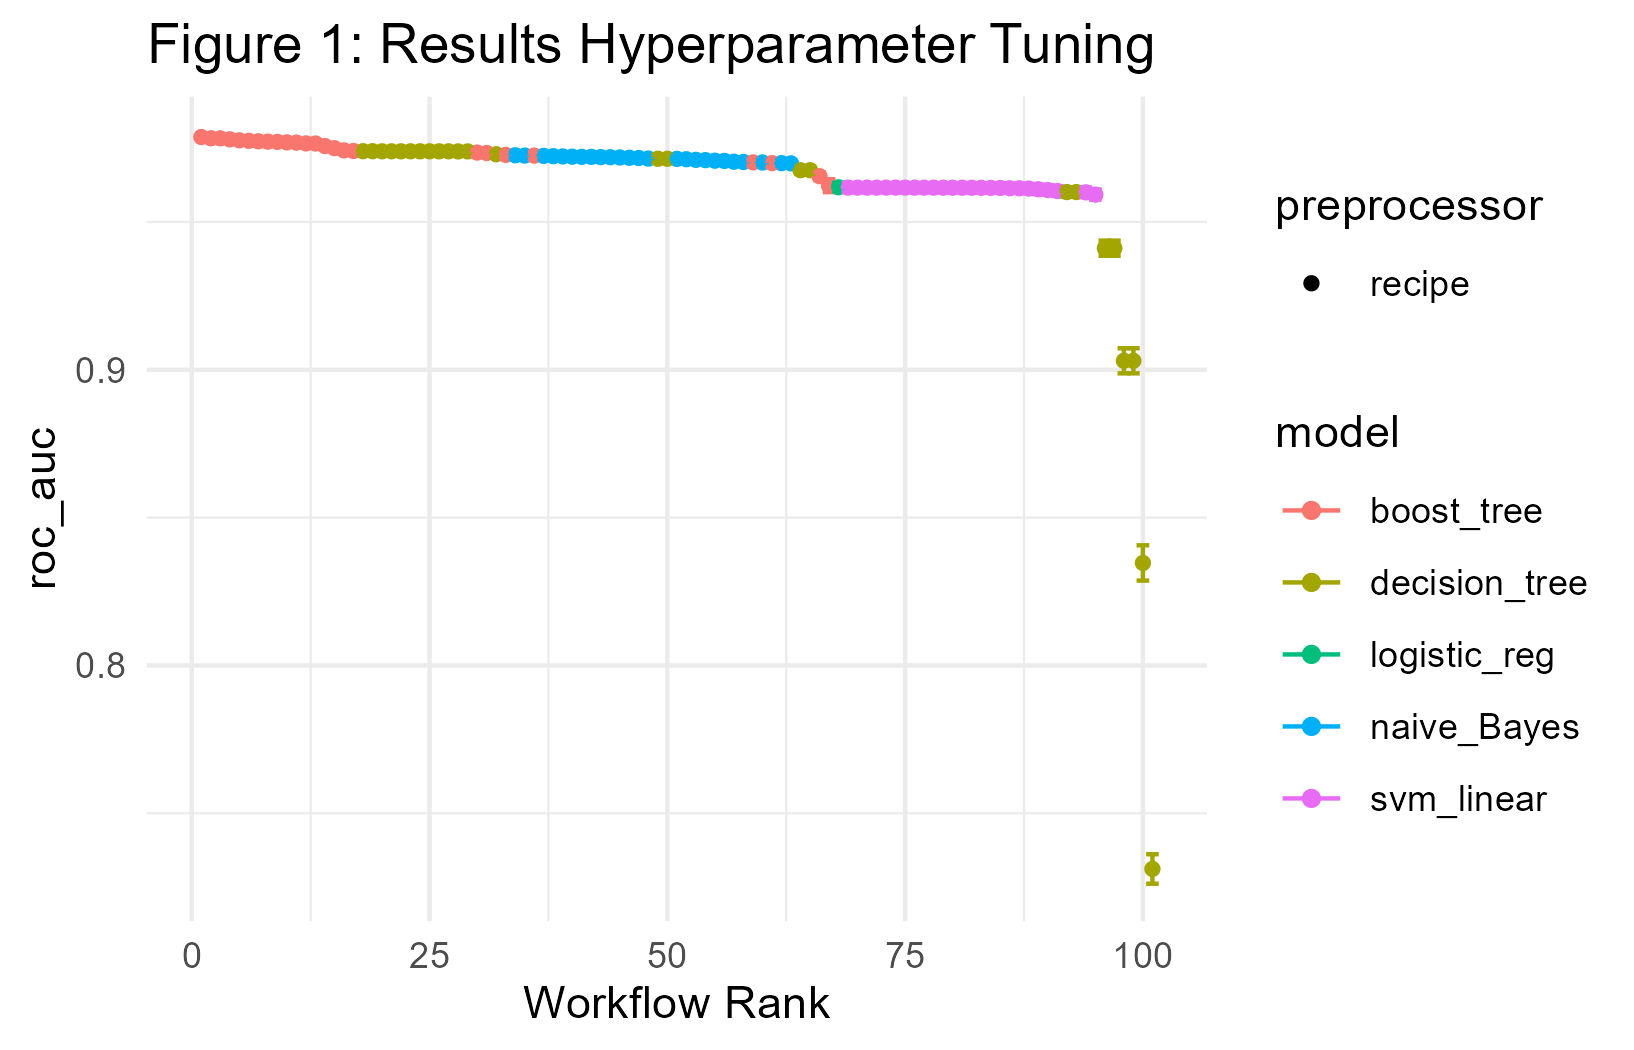 Figure 1: Results Hyperparameter Tuning
roc_auc
0.9
0.8
0
25
50
75
100
Workflow Rank
preprocessor
recipe
model
boost_tree
decision_tree
logistic_reg
naive_Bayes
svm_linear